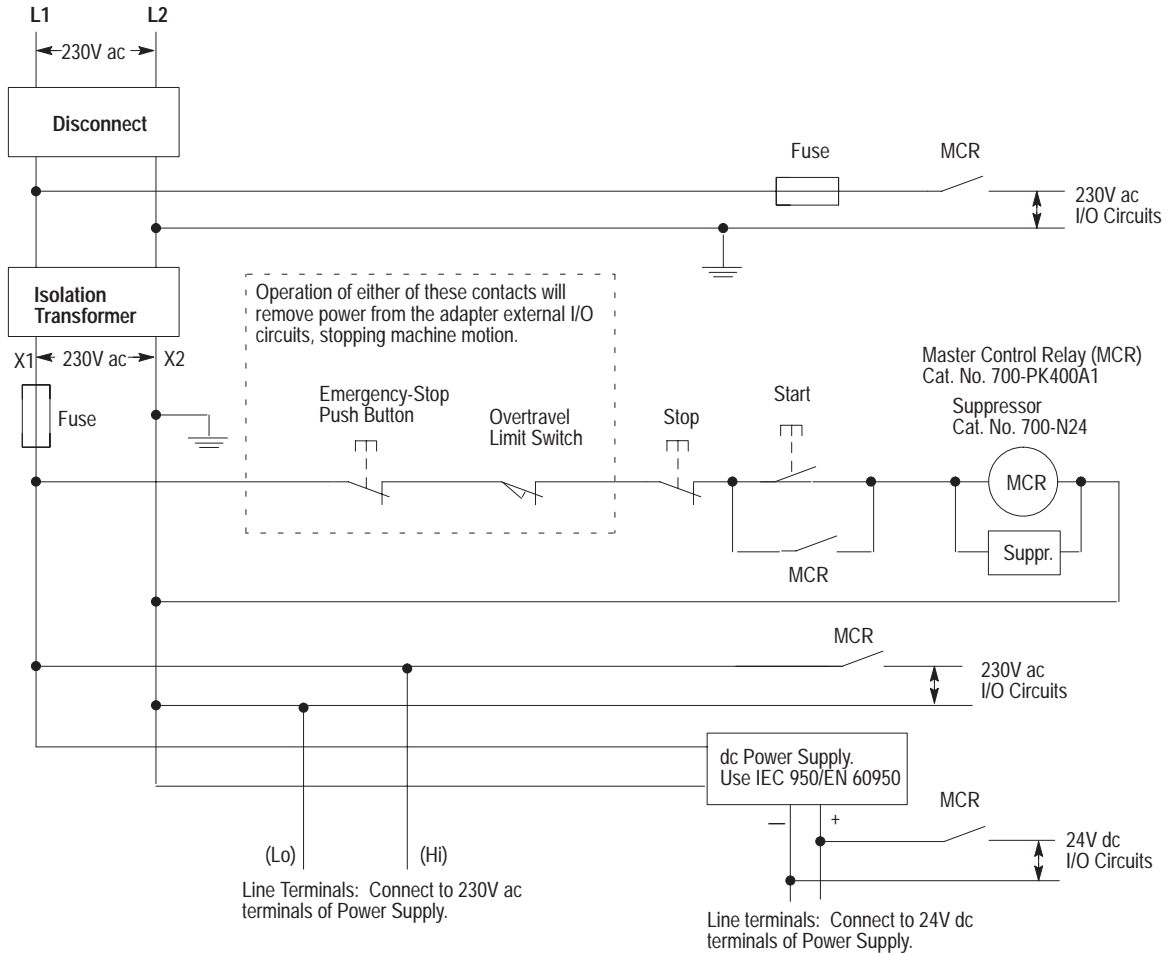 L1
L2
230V ac
Disconnect
Fuse
MCR
230V ac
I/O Circuits
Isolation
Transformer
Operation of either of these contacts will
remove power from the adapter external I/O
circuits, stopping machine motion.
X1
230V ac
X2
Fuse
Emergency-Stop
Push Button
Overtravel
Limit Switch
Stop
Start
Master Control Relay (MCR)
Cat. No. 700-PK400A1
Suppressor
Cat. No. 700-N24
MCR
Suppr.
MCR
MCR
230V ac
I/O Circuits
dc Power Supply.
Use IEC 950/EN 60950
MCR
— +
24V dc
I/O Circuits
(Lo)
(Hi)
Line Terminals: Connect to 230V ac
terminals of Power Supply.
Line terminals: Connect to 24V dc
terminals of Power Supply.